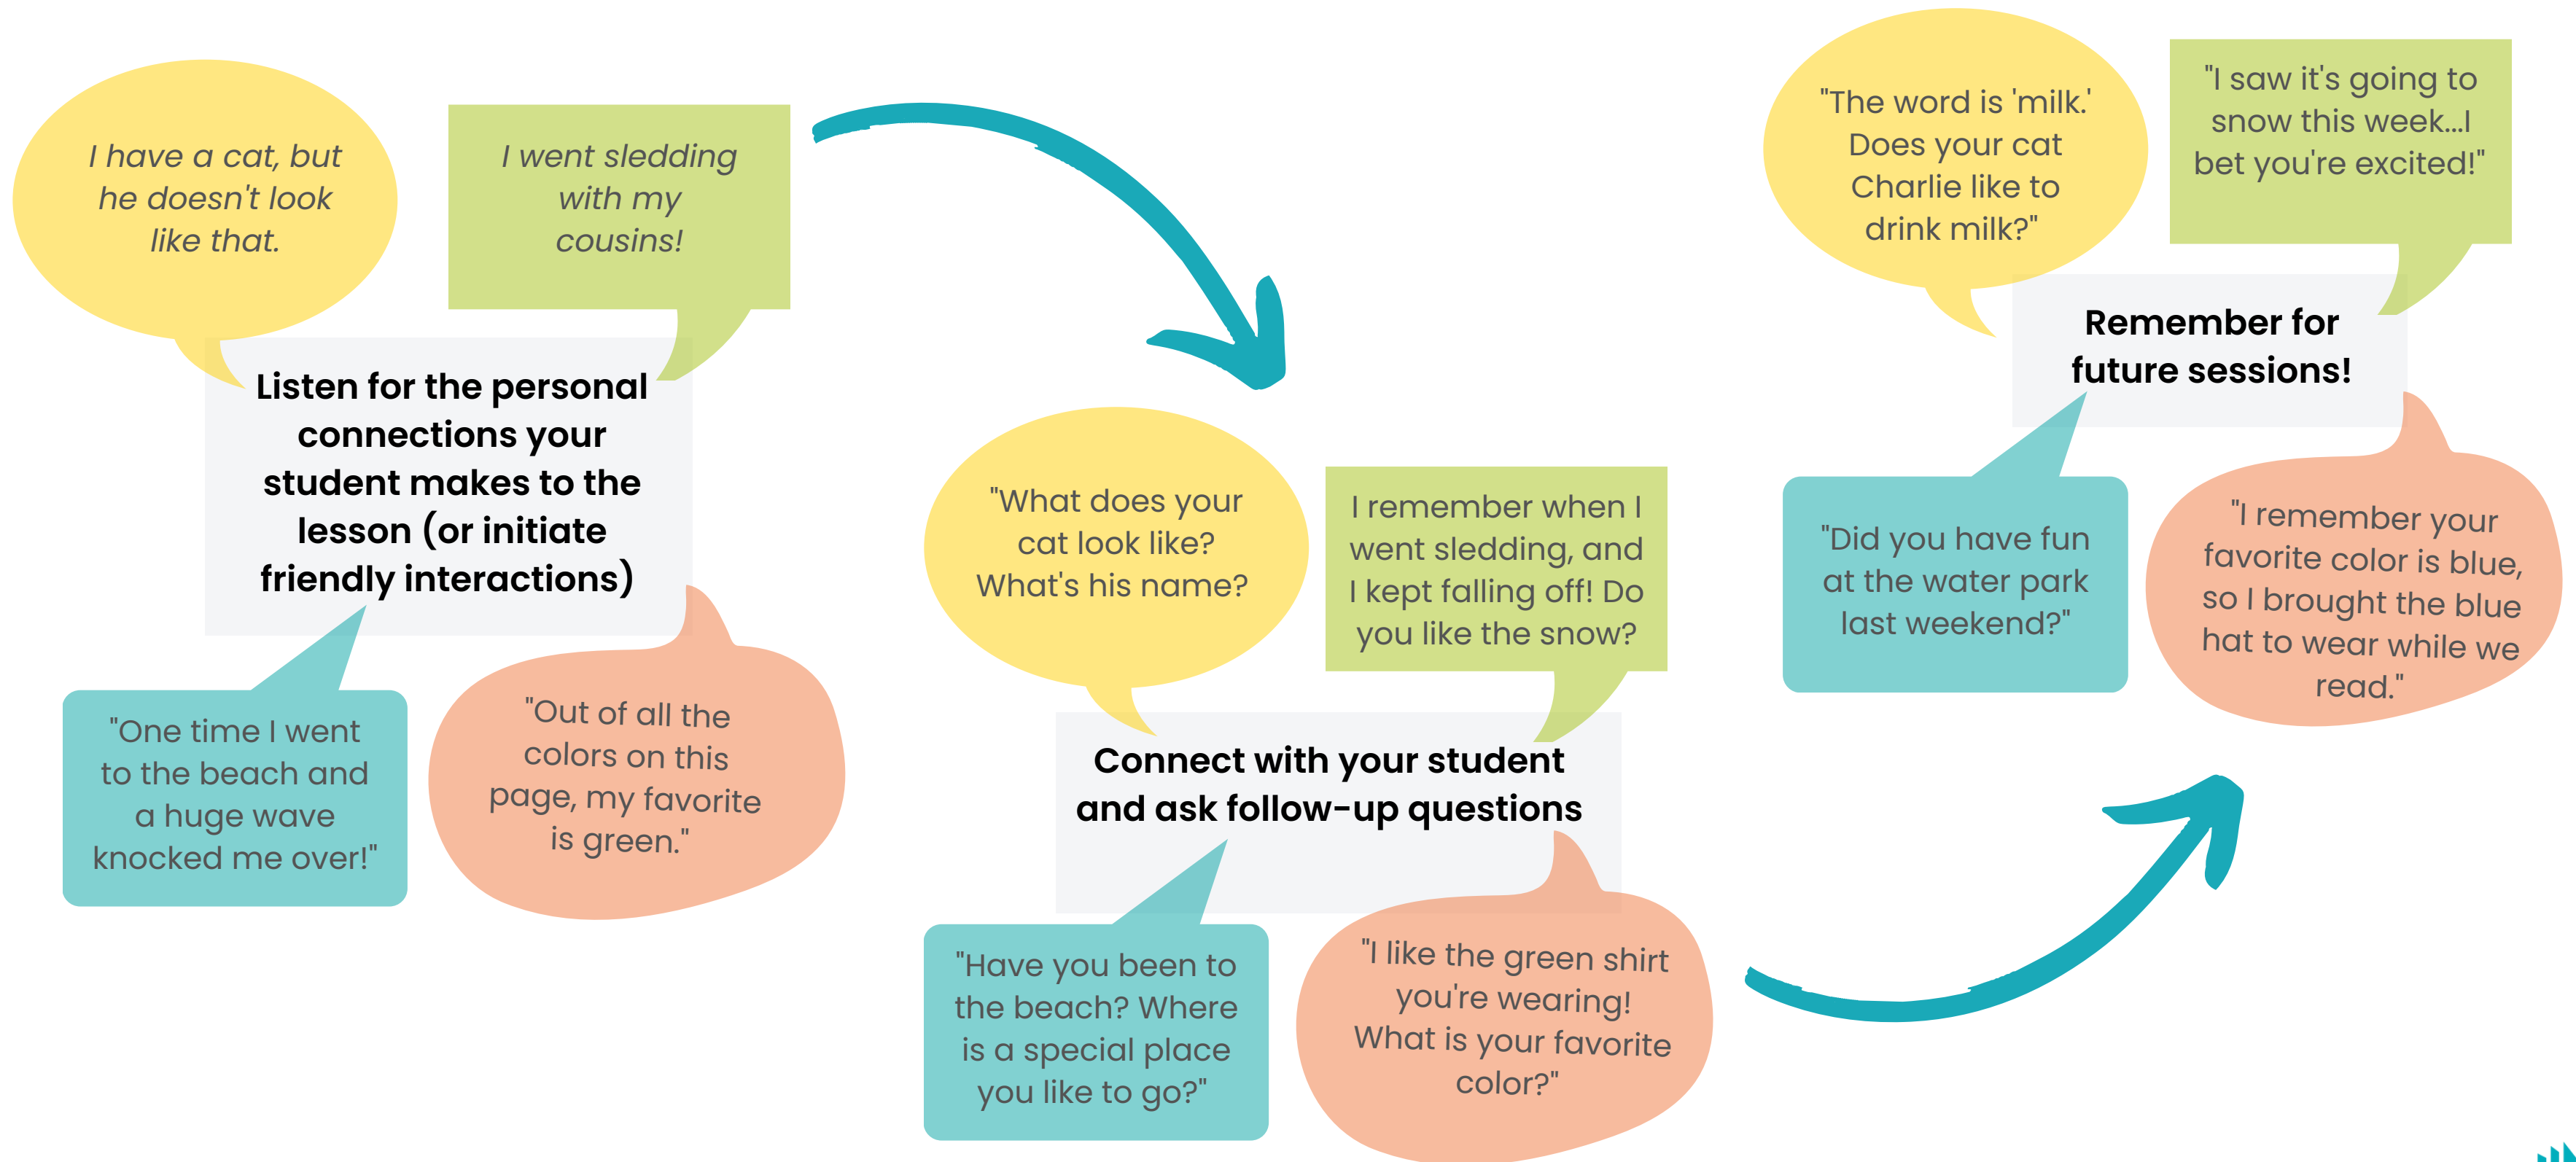 I have a cat, but
he doesn't look
like that.
I went sledding
with my
cousins!
Listen for the personal
connections your
student makes to the
lesson (or initiate
friendly interactions)
"One time I went
to the beach and
a huge wave
knocked me over!"
"Out of all the
colors on this
page, my favorite
is green."
"What does your
cat look like?
What's his name?
I remember when I
went sledding, and
I kept falling off! Do
you like the snow?
Connect with your student
and ask follow-up questions
"Have you been to
the beach? Where
is a special place
you like to go?"
"I like the green shirt
you're wearing!
What is your favorite
color?"
"The word is 'milk.'
Does your cat
Charlie like to
drink milk?"
"I saw it's going to
snow this week...I
bet you're excited!"
Remember for
future sessions!
"Did you have fun
at the water park
last weekend?"
"I remember your
favorite color is blue,
so I brought the blue
hat to wear while we
read."